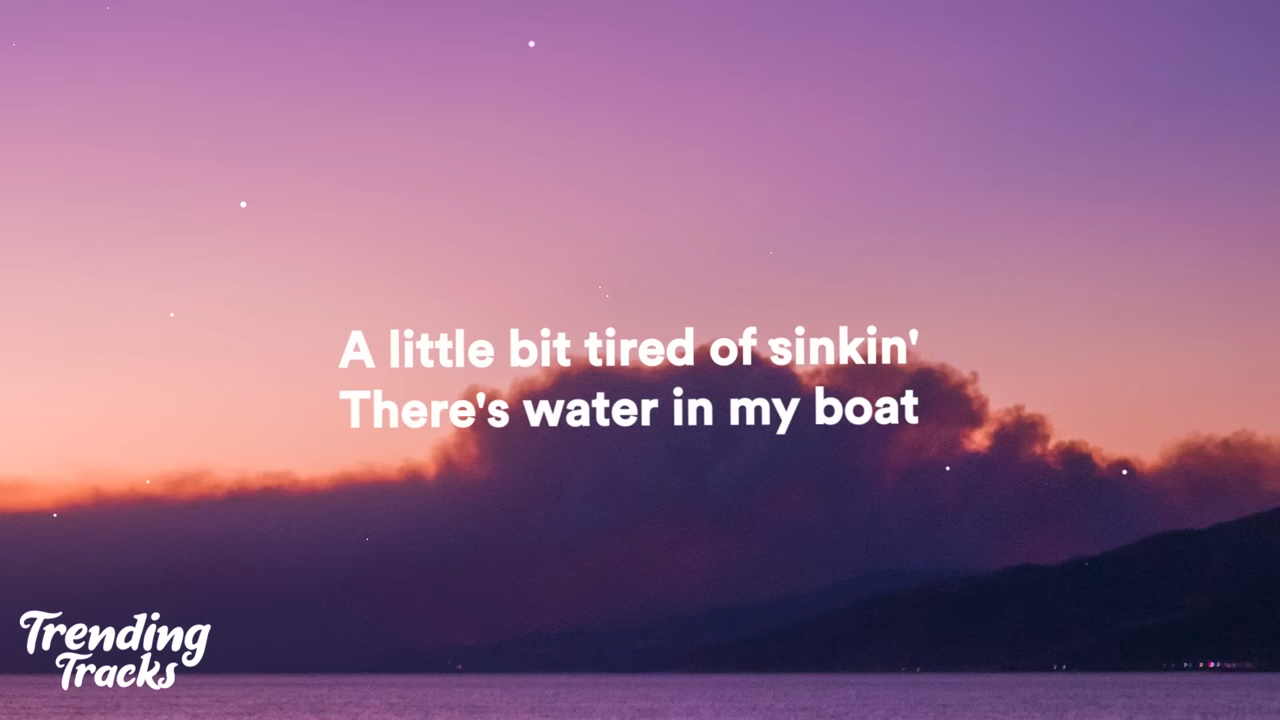 A little bit tired of sinkin'
There's water in my boat
Trending
Tracks